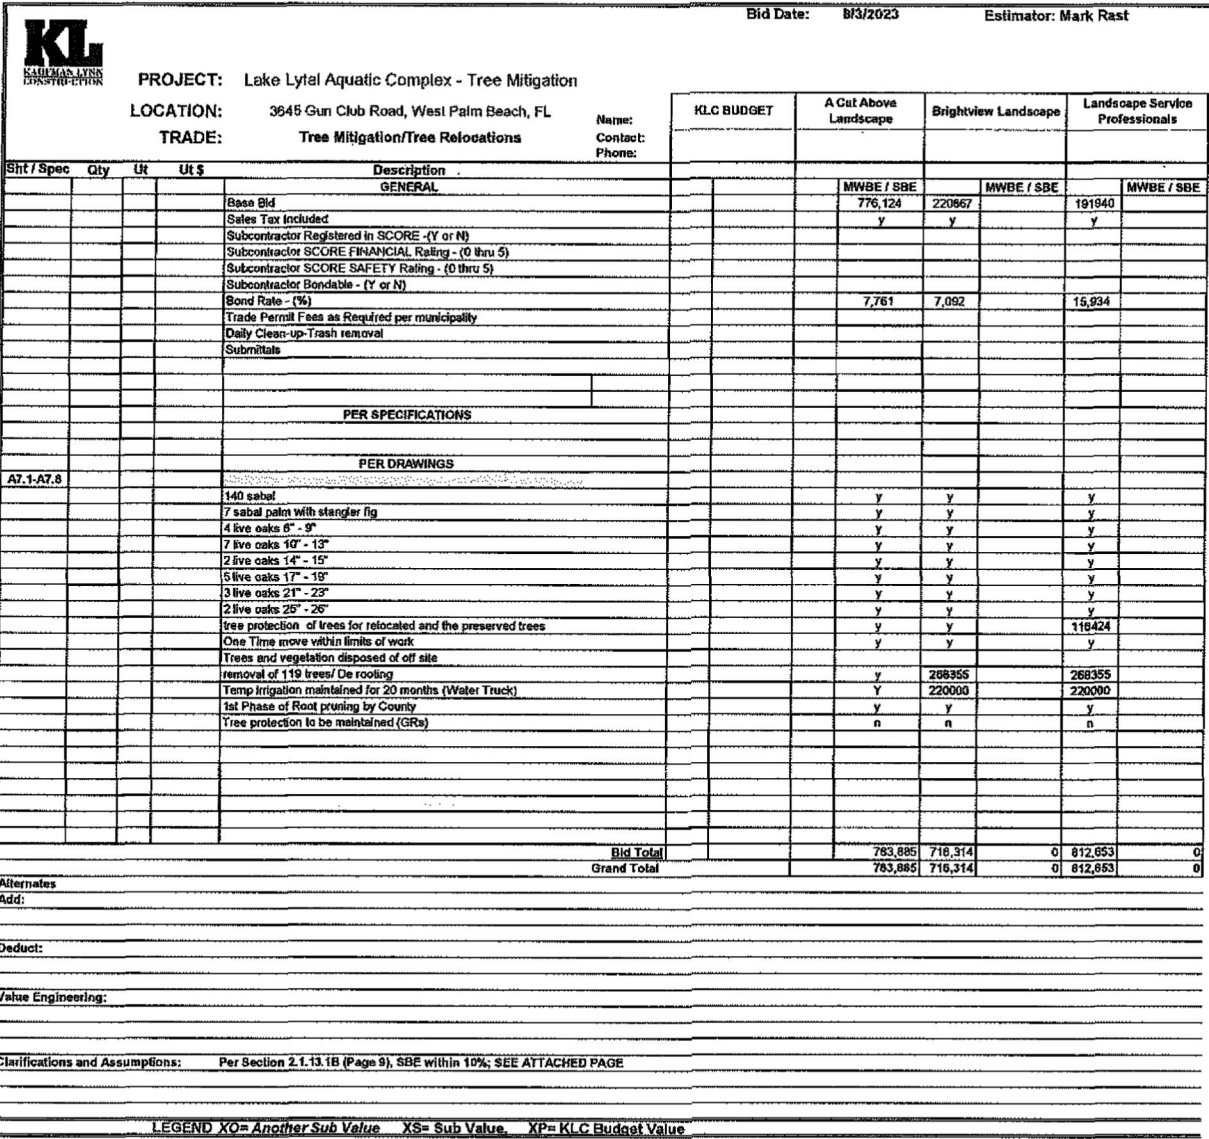 Bid Date: 8/3/2023 Estimator: Mark Rast
KL
KAUFMAN LYNN
CONSTRUCTION
PROJECT: Lake Lytal Aquatic Complex - Tree Mitigation
LOCATION: 3645 Gun Club Road, West Palm Beach, FL
TRADE: Tree Mitigation/Tree Relocations
Name:
Contact:
Phone:
KLC BUDGET A Cut Above Landscape Brightview Landscape Landscape Service Professionals
Sht / Spec Qty Ut Ut $ Description
GENERAL MWBE / SBE MWBE / SBE MWBE / SBE
Base Bid 776,124 220867 191940
Sales Tax Included y y y
Subcontractor Registered in SCORE -(Y or N)
Subcontractor SCORE FINANCIAL Rating - (0 thru 5)
Subcontractor SCORE SAFETY Rating - (0 thru 5)
Subcontractor Bondable - (Y or N)
Bond Rate - (%) 7,761 7,092 15,934
Trade Permit Fees as Required per municipality
Daily Clean-up-Trash removal
Submittals
PER SPECIFICATIONS
PER DRAWINGS
A7.1-A7.8
140 sabal y y y
7 sabal palm with stangler fig y y y
4 live oaks 6" - 9" y y y
7 live oaks 10" - 13" y y y
2 live oaks 14" - 15" y y y
5 live oaks 17" - 19" y y y
3 live oaks 21" - 23" y y y
2 live oaks 25" - 26" y y y
tree protection of trees for relocated and the preserved trees y y 116424
One Time move within limits of work y y y
Trees and vegetation disposed of off site
removal of 119 trees/ De rooting y 268355 268355
Temp Irrigation maintained for 20 months (Water Truck) Y 220000 220000
1st Phase of Root pruning by County y y y
Tree protection to be maintained (GRs) n n n
Bid Total 783,885 716,314 0 812,653 0
Grand Total 783,885 716,314 0 812,653 0
Alternates
Add:
Deduct:
Value Engineering:
Clarifications and Assumptions: Per Section 2.1.13.1B (Page 9), SBE within 10%; SEE ATTACHED PAGE
LEGEND XO= Another Sub Value XS= Sub Value, XP= KLC Budget Value